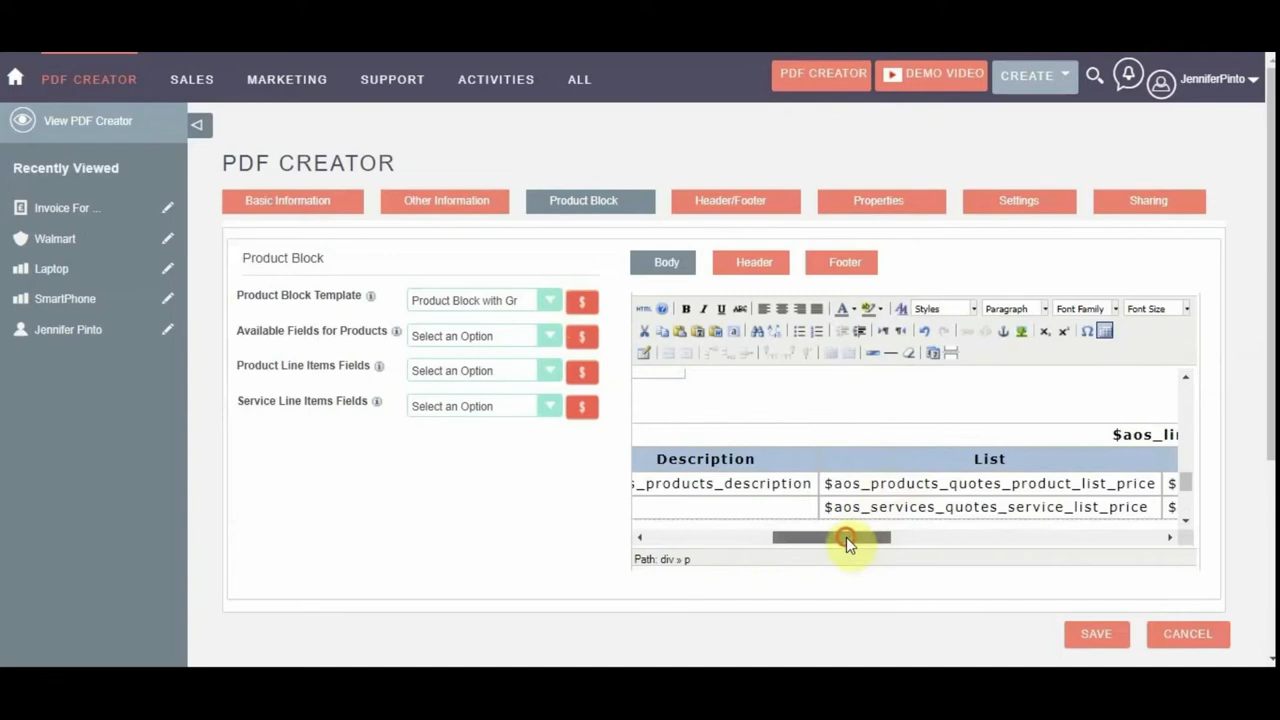 PDF CREATOR SALES MARKETING SUPPORT ACTIVITIES ALL PDF CREATOR DEMO VIDEO CREATE JenniferPinto
View PDF Creator
Recently Viewed
Invoice For ...
Walmart
Laptop
SmartPhone
Jennifer Pinto
PDF CREATOR
Basic Information Other Information Product Block Header/Footer Properties Settings Sharing
Product Block
Product Block Template Product Block with Gr $
Available Fields for Products Select an Option $
Product Line Items Fields Select an Option $
Service Line Items Fields Select an Option $
Body Header Footer
HTML B I U ABC A Styles Paragraph Font Family Font Size
Ω
$aos_li
Description List
s_products_description $aos_products_quotes_product_list_price $
$aos_services_quotes_service_list_price $
Path: div » p
SAVE CANCEL